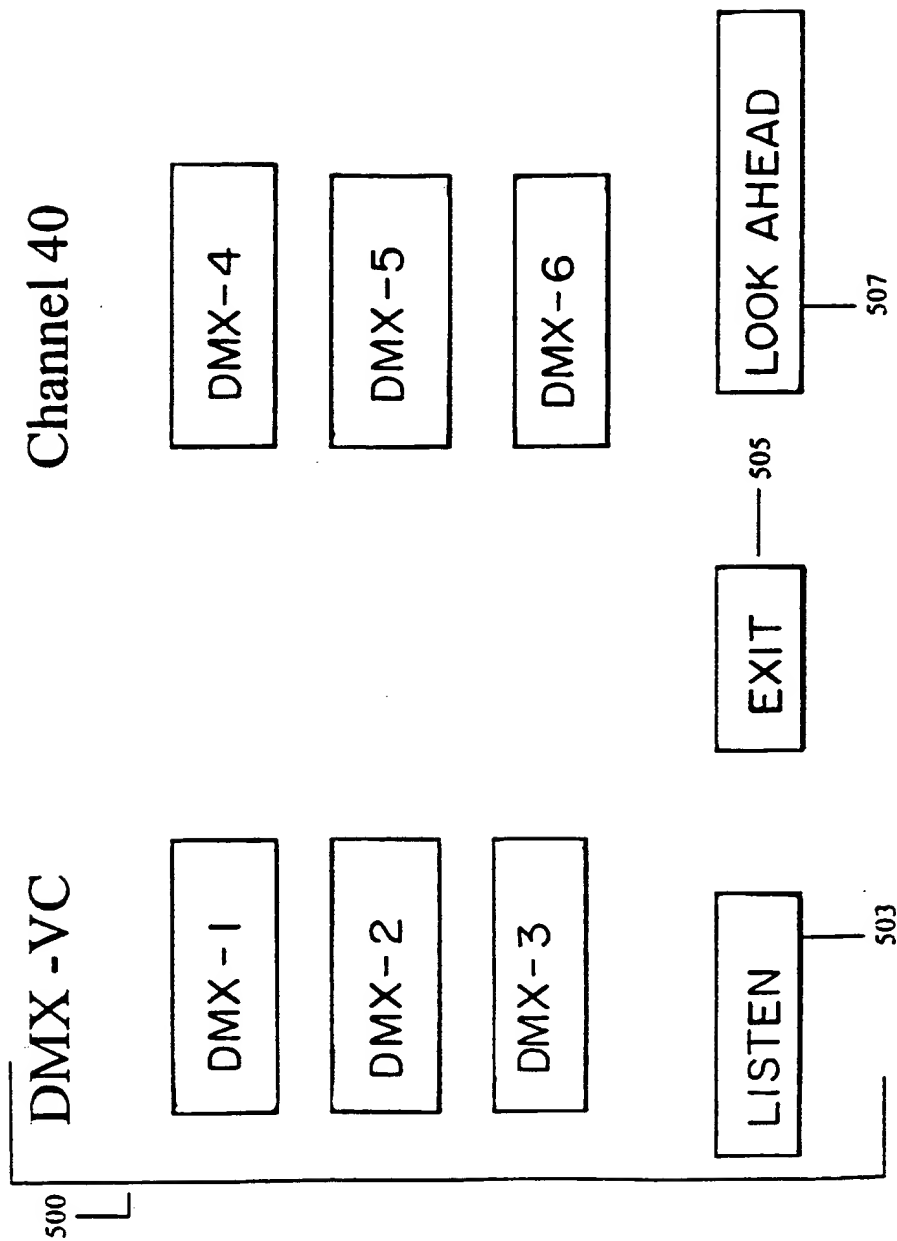 500
DMX -VC Channel 40
DMX-1 DMX-4
DMX-2 DMX-5
DMX-3 DMX-6
LISTEN EXIT 505 LOOK AHEAD
503 507